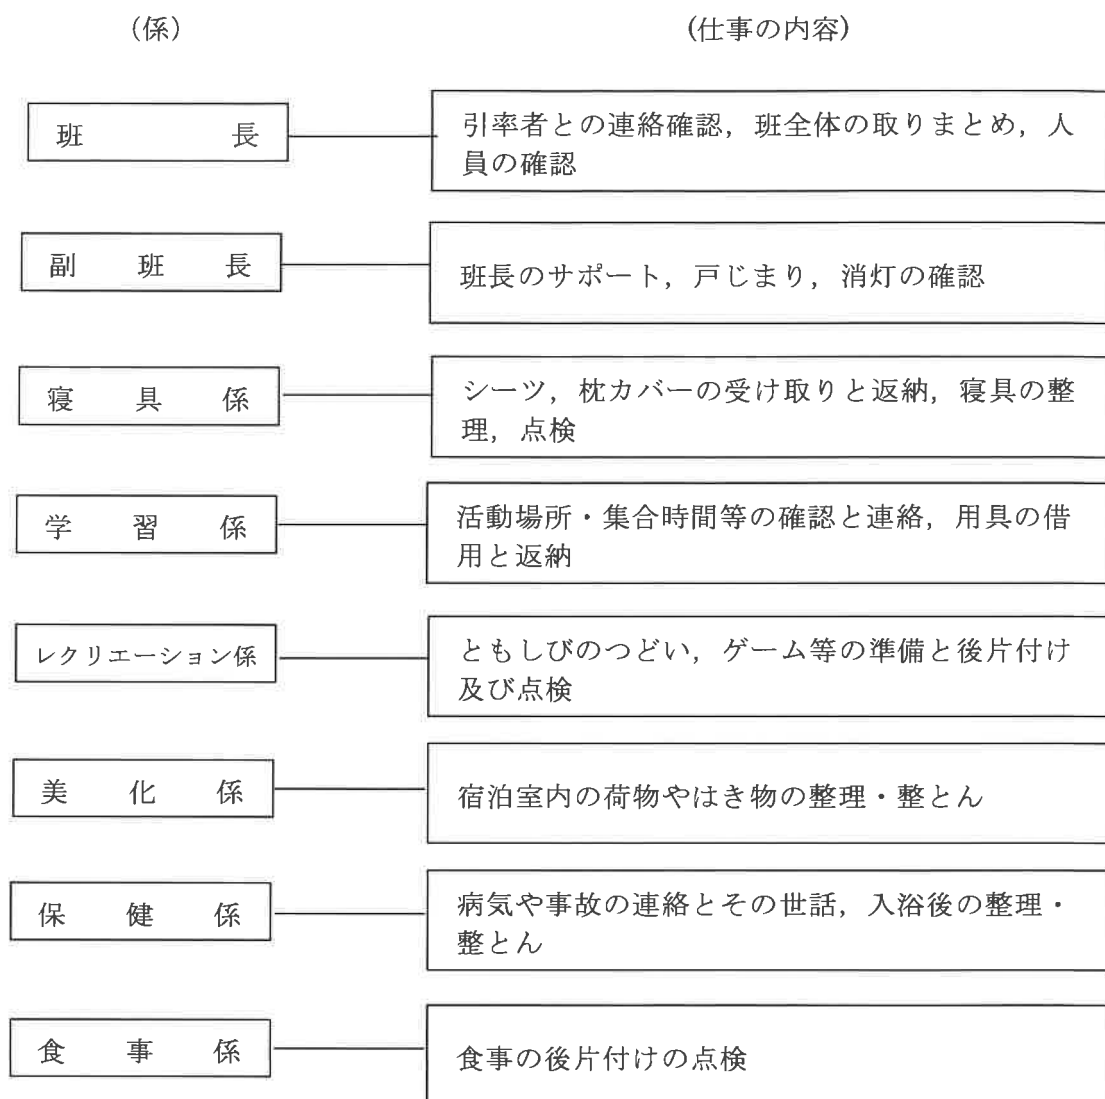 (係)
(仕事の内容)
班長
引率者との連絡確認，班全体の取りまとめ，人
員の確認
副班長
班長のサポート，戸じまり，消灯の確認
寝具係
シーツ，枕カバーの受け取りと返納，寝具の整
理，点検
学習係
活動場所・集合時間等の確認と連絡，用具の借
用と返納
レクリエーション係
ともしびのつどい，ゲーム等の準備と後片付け
及び点検
美化係
宿泊室内の荷物やはき物の整理・整とん
保健係
病気や事故の連絡とその世話，入浴後の整理・
整とん
食事係
食事の後片付けの点検